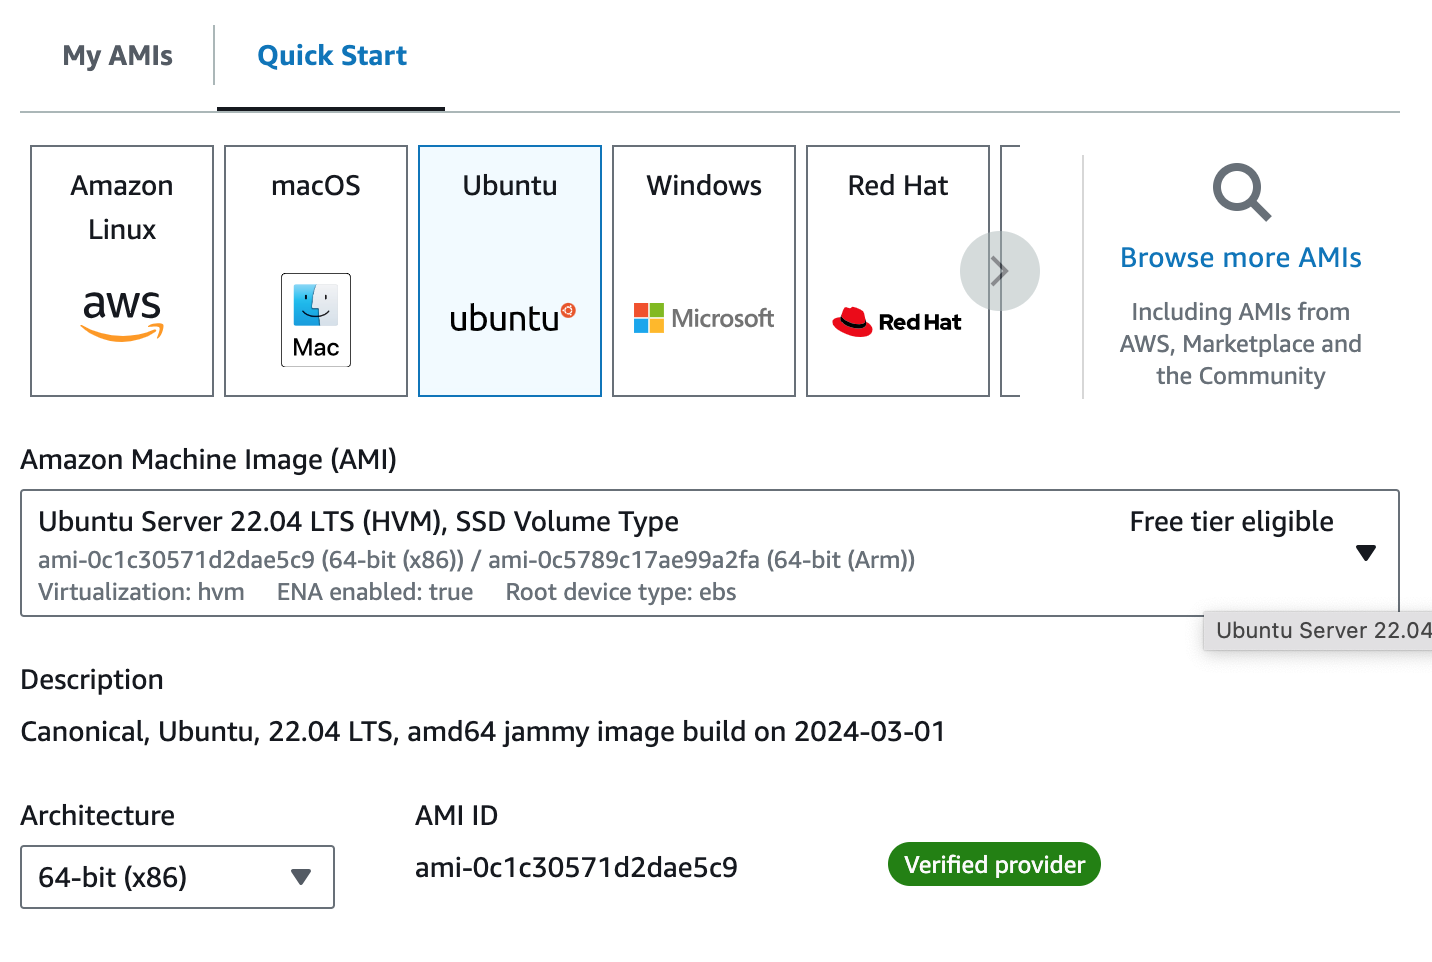 My AMIs
Quick Start
Amazon
Linux
aws
macOS
Mac
Ubuntu
ubuntu
Windows
Microsoft
Red Hat
Red Hat
Browse more AMIs
Including AMIs from
AWS, Marketplace and
the Community
Amazon Machine Image (AMI)
Ubuntu Server 22.04 LTS (HVM), SSD Volume Type
Free tier eligible
ami-0c1c30571d2dae5c9 (64-bit (x86)) / ami-0c5789c17ae99a2fa (64-bit (Arm))
Virtualization: hvm ENA enabled: true Root device type: ebs
Ubuntu Server 22.04
Description
Canonical, Ubuntu, 22.04 LTS, amd64 jammy image build on 2024-03-01
Architecture
64-bit (x86)
AMI ID
ami-0c1c30571d2dae5c9
Verified provider